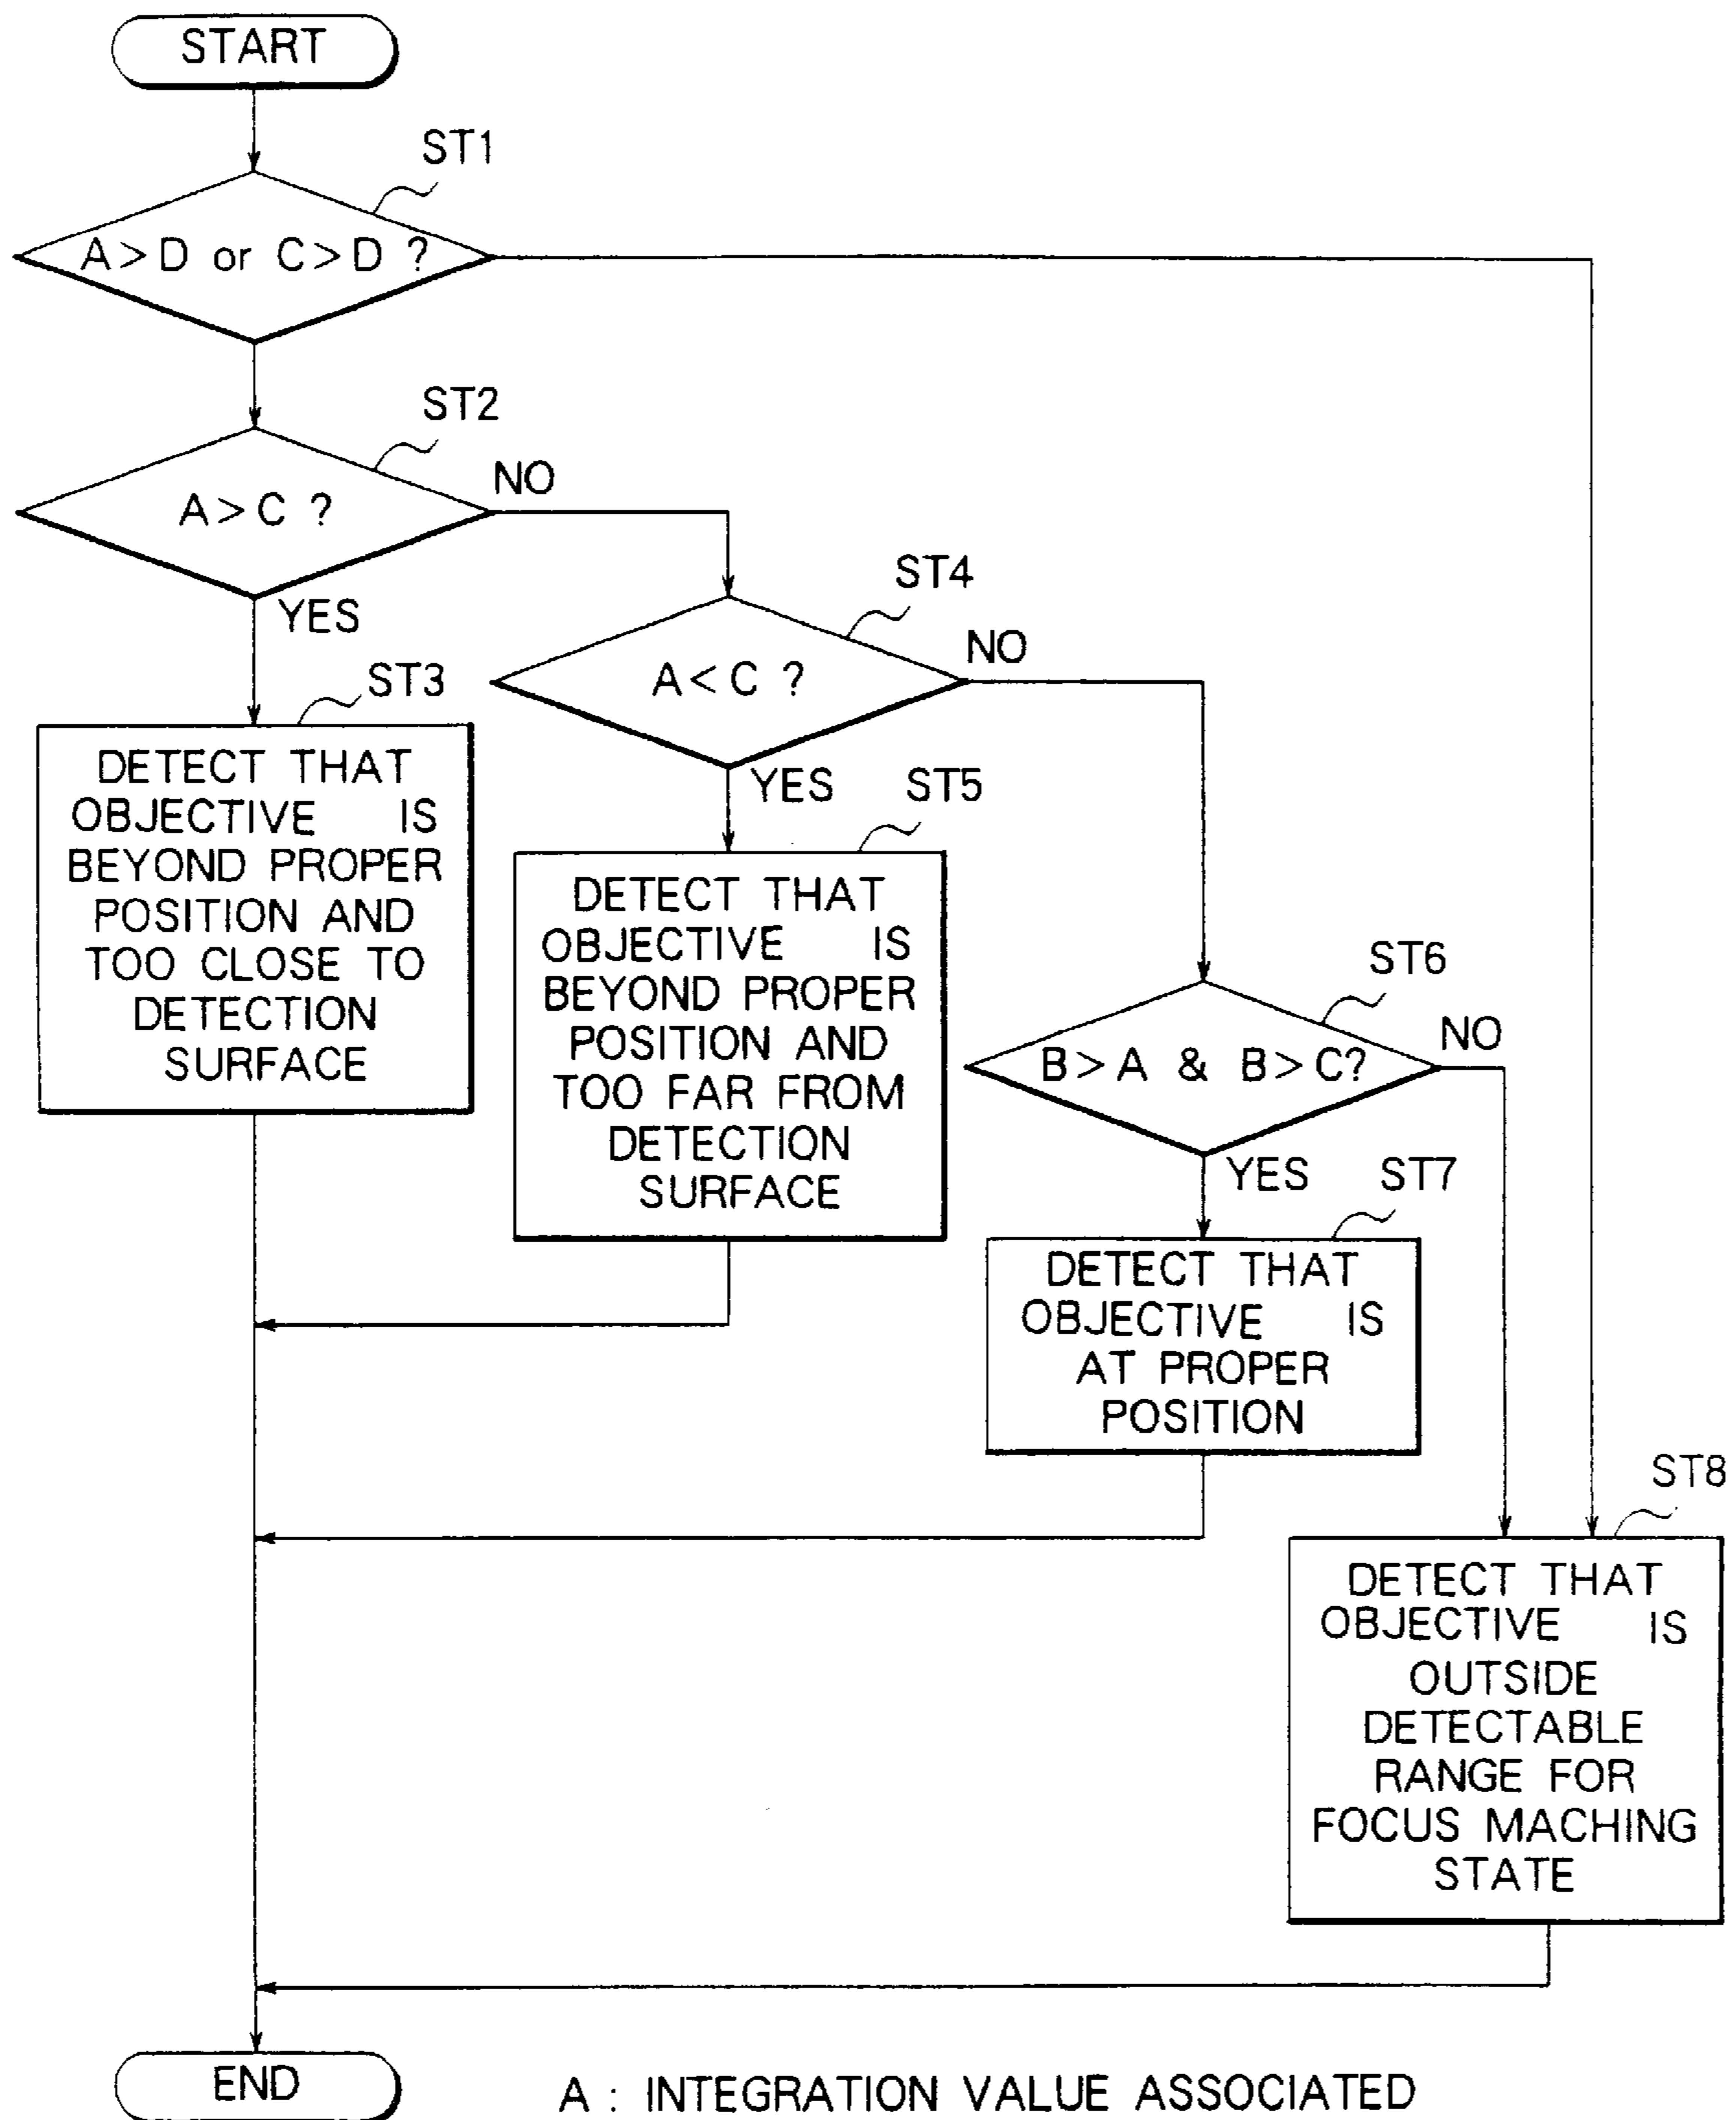 START
ST1
A>D or C>D ?
ST2
A>C ?
NO
YES
ST4
A<C ?
NO
YES
ST3
DETECT THAT
OBJECTIVE IS
BEYOND PROPER
POSITION AND
TOO CLOSE TO
DETECTION
SURFACE
ST5
DETECT THAT
OBJECTIVE IS
BEYOND PROPER
POSITION AND
TOO FAR FROM
DETECTION
SURFACE
ST6
B>A & B>C?
NO
YES
ST7
DETECT THAT
OBJECTIVE IS
AT PROPER
POSITION
ST8
DETECT THAT
OBJECTIVE IS
OUTSIDE
DETECTABLE
RANGE FOR
FOCUS MACHING
STATE
END
A : INTEGRATION VALUE ASSOCIATED